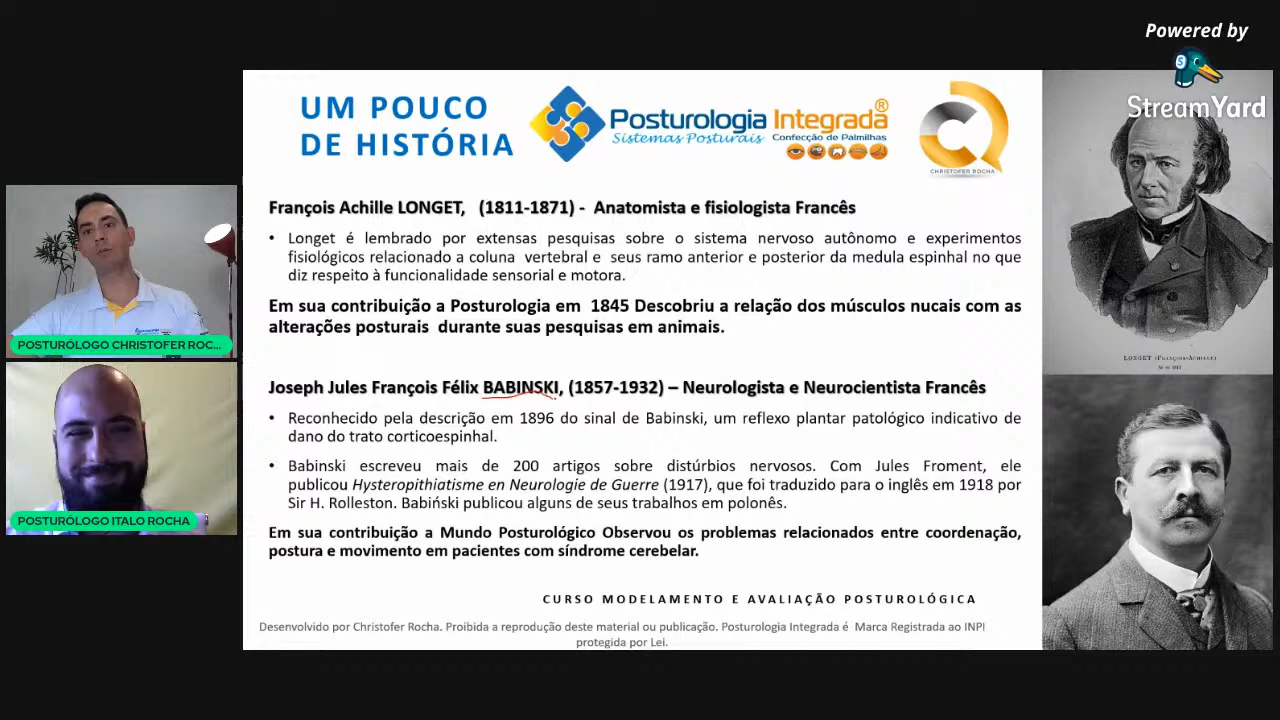 Powered by
StreamYard
UM POUCO
DE HISTÓRIA
Posturologia Integrada®
Sistemas Posturais
Confecção de Palmilhas
CHRISTOFER ROCHA
François Achille LONGET, (1811-1871) - Anatomista e fisiologista Francês
• Longet é lembrado por extensas pesquisas sobre o sistema nervoso autônomo e experimentos
fisiológicos relacionado a coluna vertebral e seus ramo anterior e posterior da medula espinhal no que
diz respeito à funcionalidade sensorial e motora.
Em sua contribuição a Posturologia em 1845 Descobriu a relação dos músculos nucais com as
alterações posturais durante suas pesquisas em animais.
Joseph Jules François Félix BABINSKI, (1857-1932) – Neurologista e Neurocientista Francês
• Reconhecido pela descrição em 1896 do sinal de Babinski, um reflexo plantar patológico indicativo de
dano do trato corticoespinhal.
• Babinski escreveu mais de 200 artigos sobre distúrbios nervosos. Com Jules Froment, ele
publicou Hysteropithiatisme en Neurologie de Guerre (1917), que foi traduzido para o inglês em 1918 por
Sir H. Rolleston. Babiński publicou alguns de seus trabalhos em polonês.
Em sua contribuição a Mundo Posturológico Observou os problemas relacionados entre coordenação,
postura e movimento em pacientes com síndrome cerebelar.
CURSO MODELAMENTO E AVALIAÇÃO POSTUROLÓGICA
Desenvolvido por Christofer Rocha. Proibida a reprodução deste material ou publicação. Posturologia Integrada é Marca Registrada ao INPI
protegida por Lei.
POSTURÓLOGO CHRISTOFER ROC...
POSTURÓLOGO ITALO ROCHA
LONGET (François-Achille)